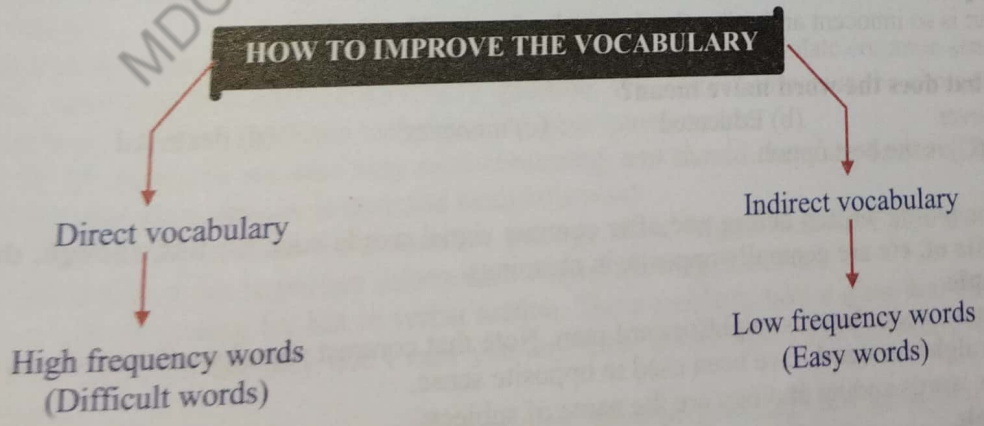 MDC
HOW TO IMPROVE THE VOCABULARY
Direct vocabulary
High frequency words
(Difficult words)
Indirect vocabulary
Low frequency words
(Easy words)